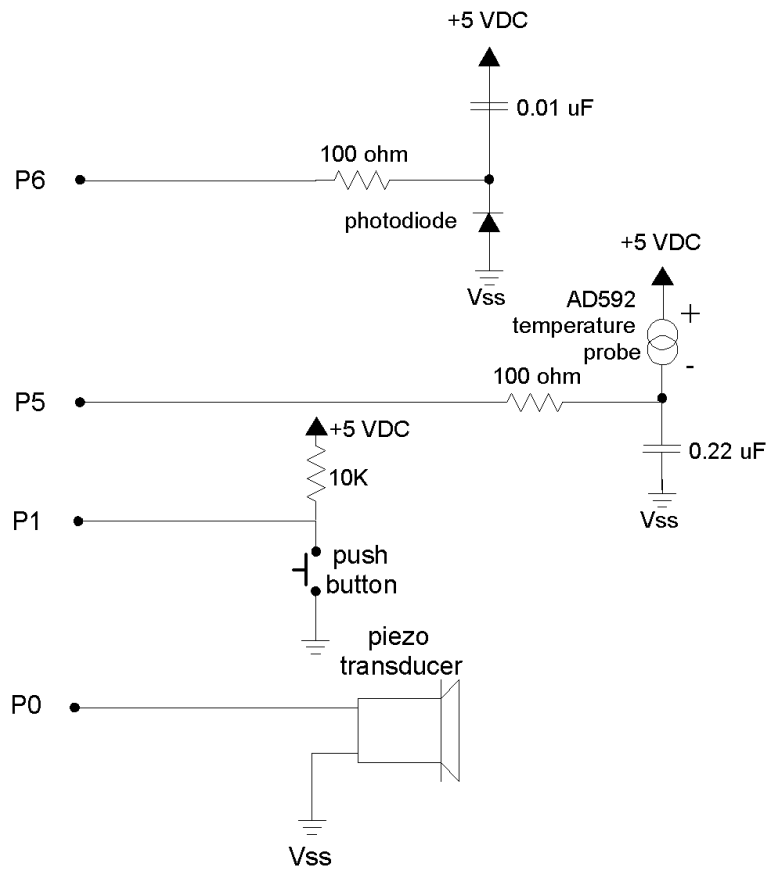 +5 VDC
0.01 uF
100 ohm
P6
photodiode
Vss
+5 VDC
AD592
temperature
probe
+
-
100 ohm
P5
0.22 uF
Vss
+5 VDC
10K
P1
push
button
piezo
transducer
P0
Vss